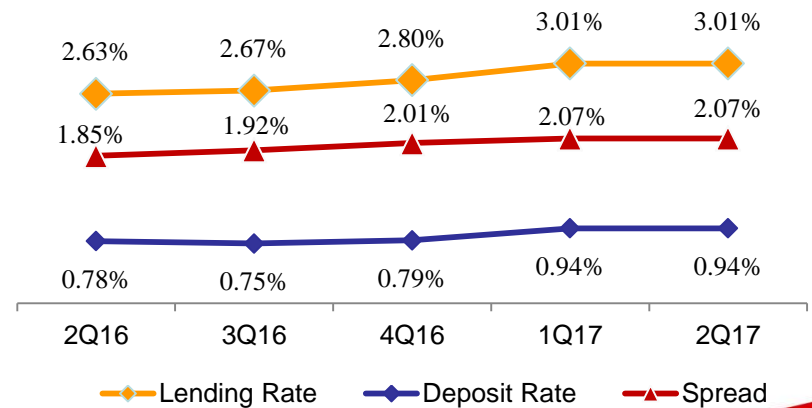 2.63% 2.67% 2.80% 3.01% 3.01%
1.85% 1.92% 2.01% 2.07% 2.07%
0.78% 0.75% 0.79% 0.94% 0.94%
2Q16 3Q16 4Q16 1Q17 2Q17
Lending Rate Deposit Rate Spread